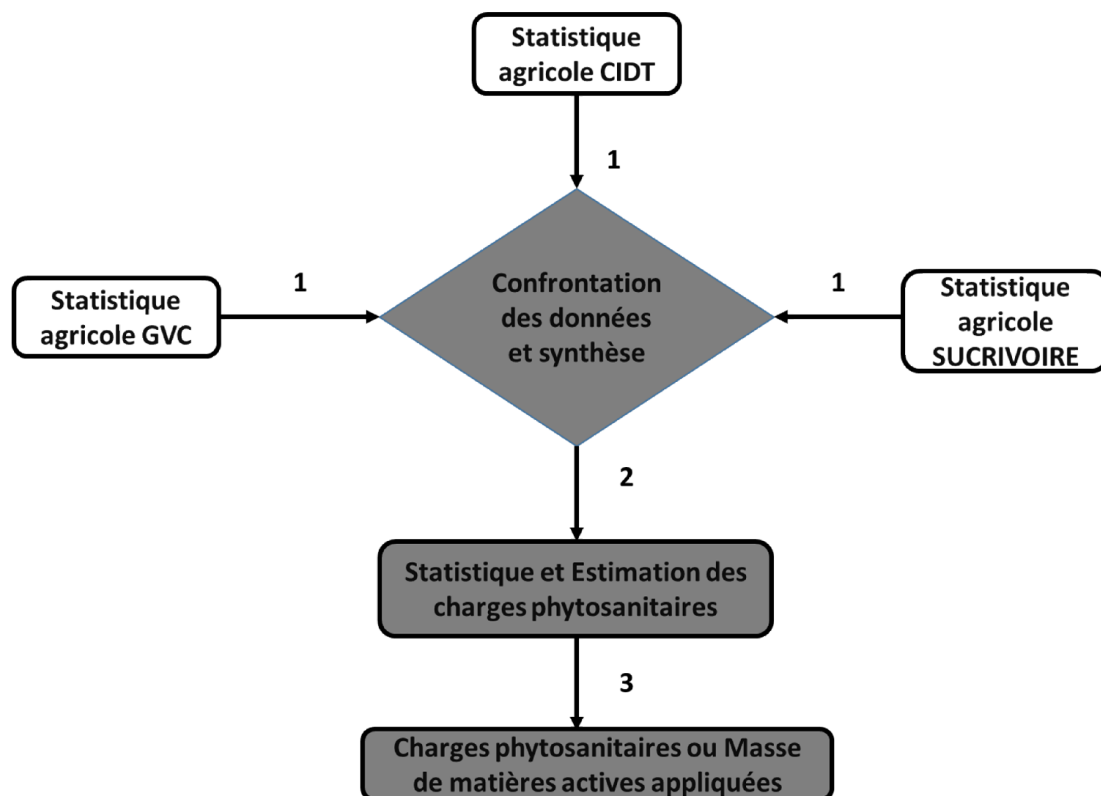 Statistique
agricole CIDT
1
Statistique
agricole GVC
1
Confrontation
des données
et synthèse
1
Statistique
agricole
SUCRIVOIRE
2
Statistique et Estimation des
charges phytosanitaires
3
Charges phytosanitaires ou Masse
de matières actives appliquées